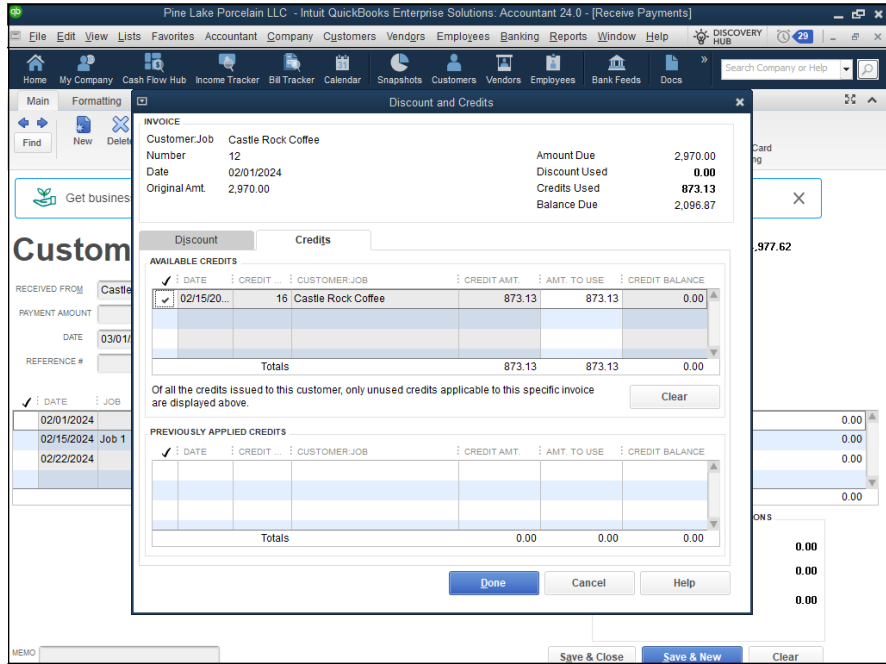 qb Pine Lake Porcelain LLC - Intuit QuickBooks Enterprise Solutions: Accountant 24.0 - [Receive Payments]
File Edit View Lists Favorites Accountant Company Customers Vendors Employees Banking Reports Window Help DISCOVERY HUB 29
Home My Company Cash Flow Hub Income Tracker Bill Tracker Calendar Snapshots Customers Vendors Employees Bank Feeds Docs » Search Company or Help
Main Formatting
Find New
Get
Discount and Credits
INVOICE
Customer:Job Castle Rock Coffee
Number 12 Amount Due 2,970.00
Date 02/01/2024 Discount Used 0.00
Original Amt. 2,970.00 Credits Used 873.13
Balance Due 2,096.87
Discount Credits
AVAILABLE CREDITS
✓ DATE CREDIT ... CUSTOMER:JOB CREDIT AMT. AMT. TO USE CREDIT BALANCE
✓ 02/15/20... 16 Castle Rock Coffee 873.13 873.13 0.00
Totals 873.13 873.13 0.00
Of all the credits issued to this customer, only unused credits applicable to this specific invoice
are displayed above.
Clear
PREVIOUSLY APPLIED CREDITS
✓ DATE CREDIT ... CUSTOMER:JOB CREDIT AMT. AMT. TO USE CREDIT BALANCE
Totals 0.00 0.00 0.00
Done Cancel Help
Card
,977.62
RECEIVED FROM Castle
PAYMENT AMOUNT
DATE 03/01/
REFERENCE #
✓ DATE JOB
02/01/2024 0.00
02/15/2024 Job 1 0.00
02/22/2024 0.00
0.00
ONS
0.00
0.00
0.00
MEMO
Save & Close Save & New Clear